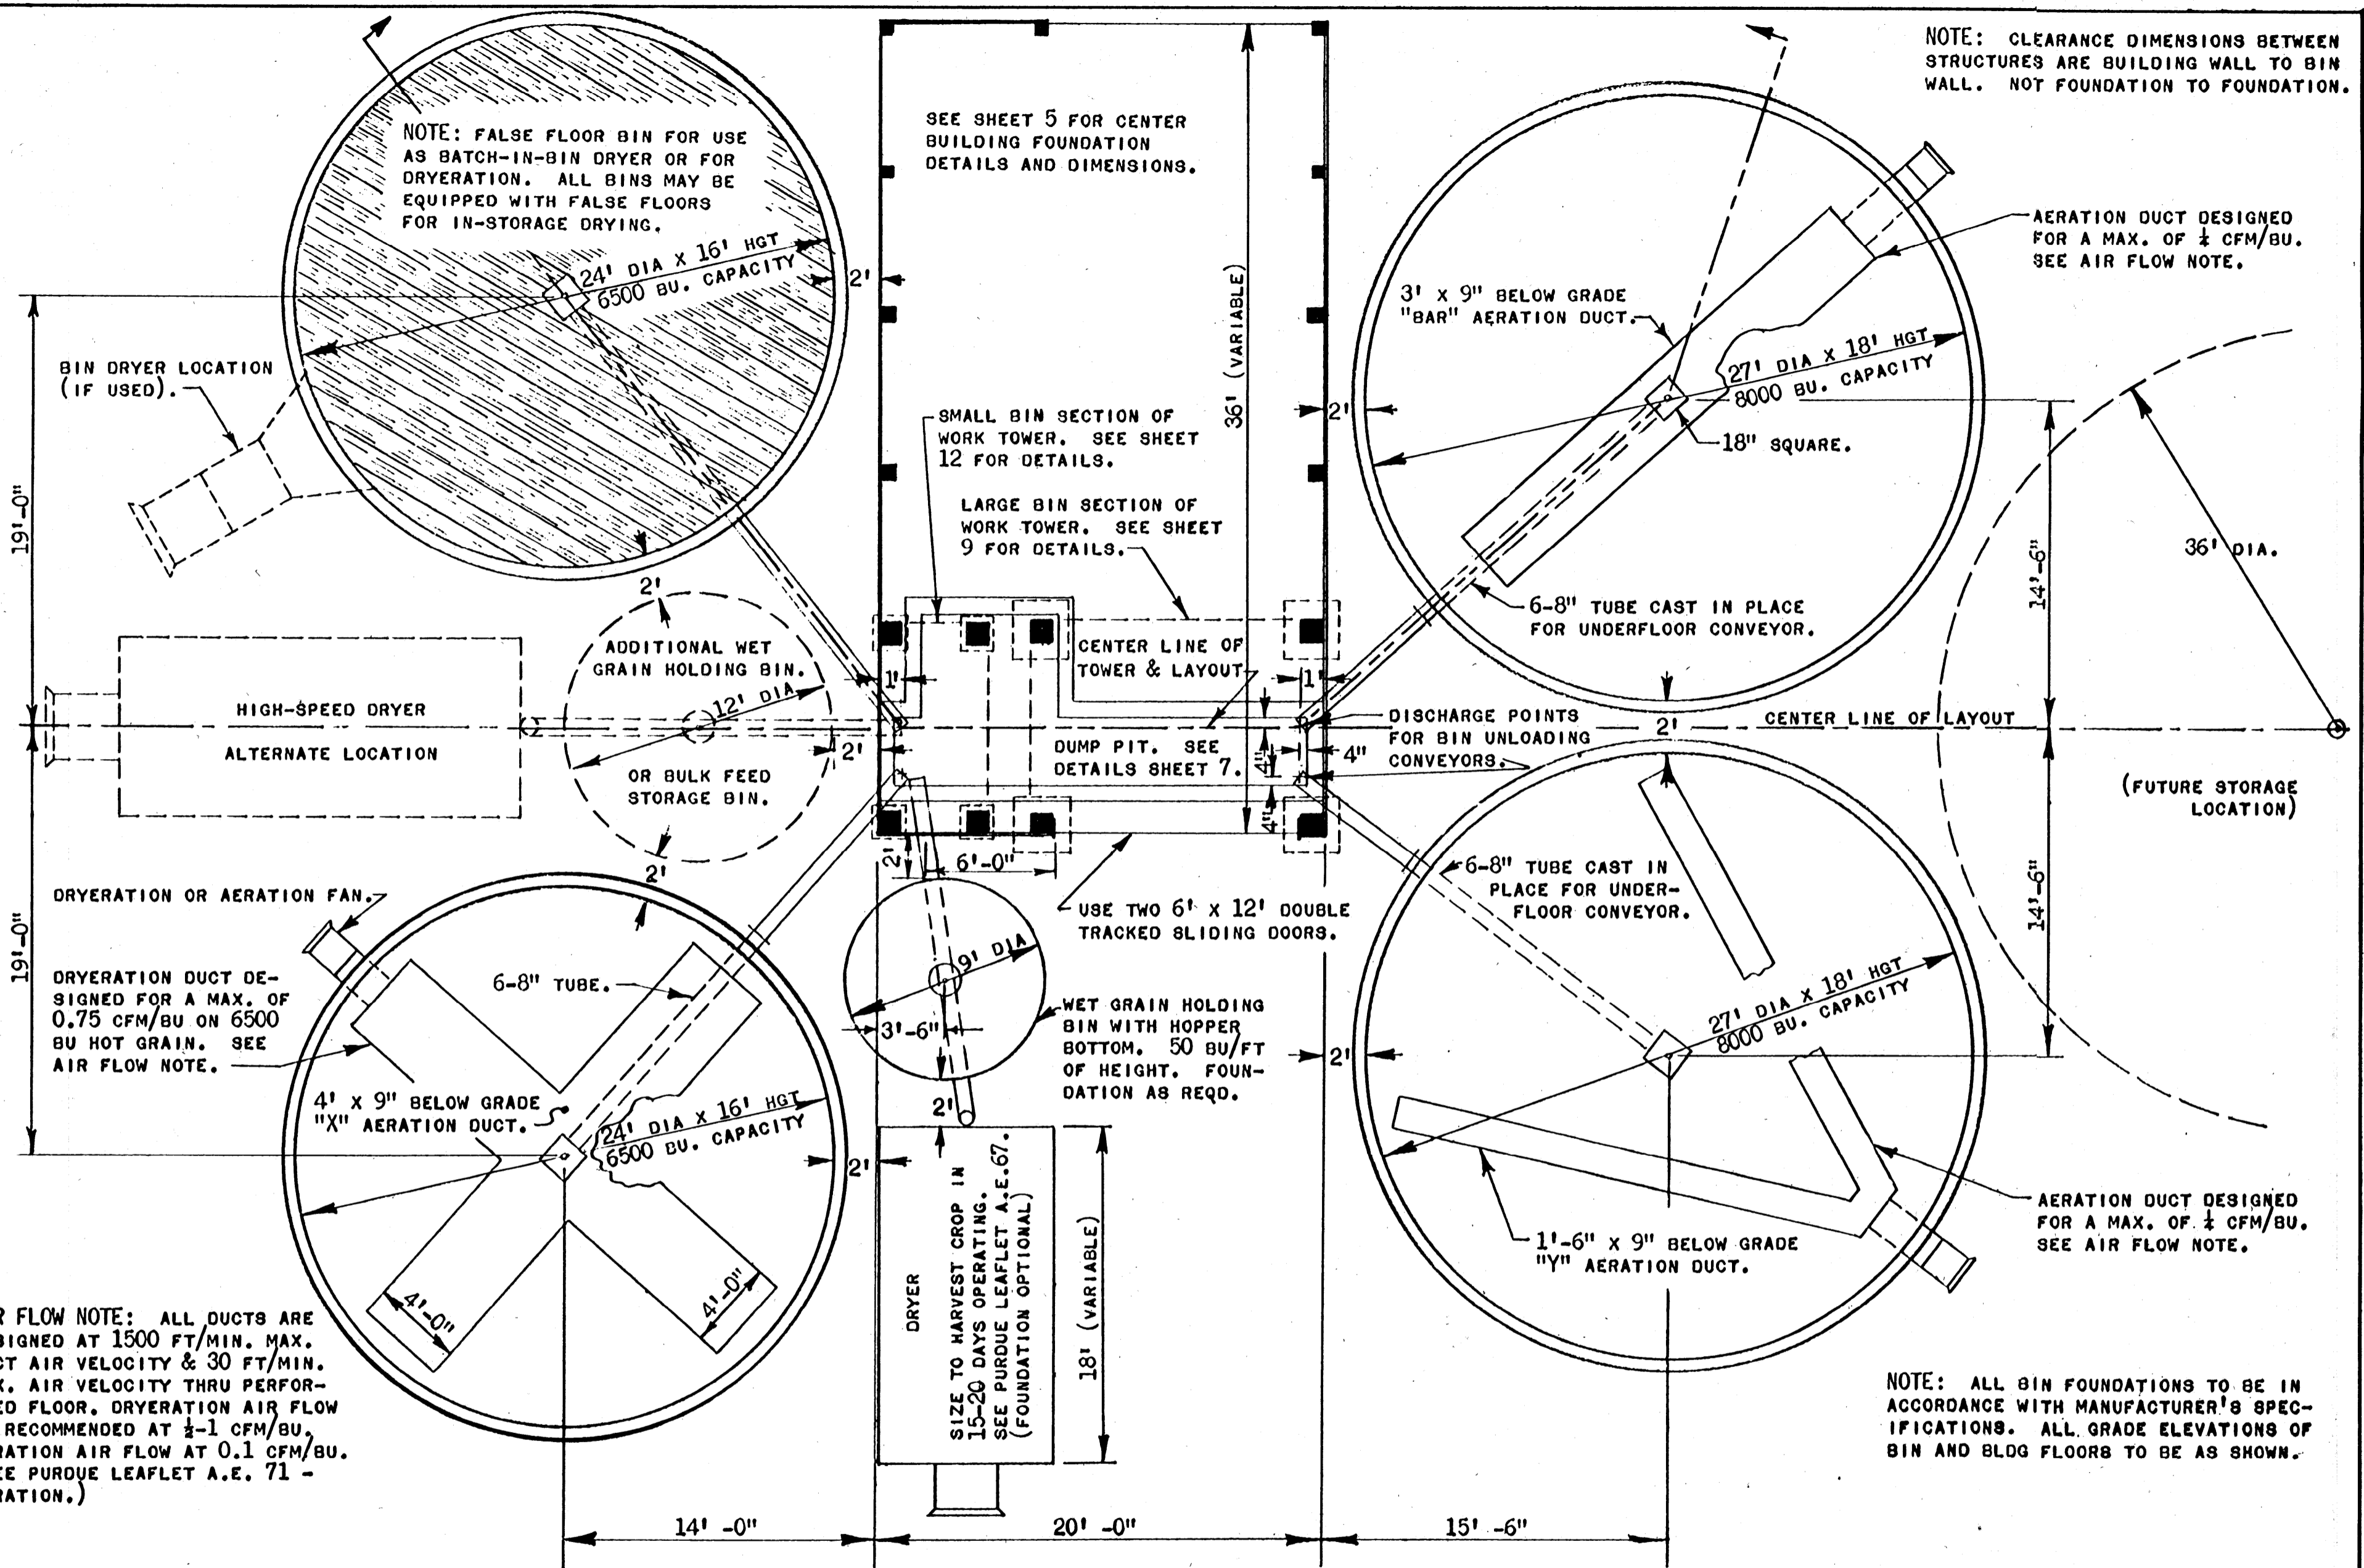 NOTE: CLEARANCE DIMENSIONS BETWEEN
STRUCTURES ARE BUILDING WALL TO BIN
WALL. NOT FOUNDATION TO FOUNDATION.
NOTE: FALSE FLOOR BIN FOR USE
AS BATCH-IN-BIN DRYER OR FOR
DRYERATION. ALL BINS MAY BE
EQUIPPED WITH FALSE FLOORS
FOR IN-STORAGE DRYING.
24' DIA X 16' HGT
6500 BU. CAPACITY
2'
SEE SHEET 5 FOR CENTER
BUILDING FOUNDATION
DETAILS AND DIMENSIONS.
36' (VARIABLE)
AERATION DUCT DESIGNED
FOR A MAX. OF ¼ CFM/BU.
SEE AIR FLOW NOTE.
3' X 9" BELOW GRADE
"BAR" AERATION DUCT.
27' DIA X 18' HGT
8000 BU. CAPACITY
2'
18" SQUARE.
BIN DRYER LOCATION
(IF USED).
19'-0"
SMALL BIN SECTION OF
WORK TOWER. SEE SHEET
12 FOR DETAILS.
LARGE BIN SECTION OF
WORK TOWER. SEE SHEET
9 FOR DETAILS.
36' DIA.
14'-6"
6-8" TUBE CAST IN PLACE
FOR UNDERFLOOR CONVEYOR.
2'
ADDITIONAL WET
GRAIN HOLDING BIN.
12' DIA
OR BULK FEED
STORAGE BIN.
2'
2'
HIGH-SPEED DRYER
ALTERNATE LOCATION
1'
CENTER LINE OF
TOWER & LAYOUT
1'
DISCHARGE POINTS
FOR BIN UNLOADING
CONVEYORS.
4"
4"
4"
2'
CENTER LINE OF LAYOUT
DUMP PIT. SEE
DETAILS SHEET 7.
(FUTURE STORAGE
LOCATION)
14'-6"
2'
6'-0"
USE TWO 6' X 12' DOUBLE
TRACKED SLIDING DOORS.
6-8" TUBE CAST IN
PLACE FOR UNDER-
FLOOR CONVEYOR.
27' DIA X 18' HGT
8000 BU. CAPACITY
2'
DRYERATION OR AERATION FAN.
19'-0"
DRYERATION DUCT DE-
SIGNED FOR A MAX. OF
0.75 CFM/BU ON 6500
BU HOT GRAIN. SEE
AIR FLOW NOTE.
6-8" TUBE.
4' X 9" BELOW GRADE
"X" AERATION DUCT.
24' DIA X 16' HGT
6500 BU. CAPACITY
2'
4'-0"
4'-0"
9' DIA
3'-6"
2'
WET GRAIN HOLDING
BIN WITH HOPPER
BOTTOM. 50 BU/FT
OF HEIGHT. FOUN-
DATION AS REQD.
DRYER
SIZE TO HARVEST CROP IN
15-20 DAYS OPERATING.
SEE PURDUE LEAFLET A.E.67.
(FOUNDATION OPTIONAL)
18' (VARIABLE)
1'-6" X 9" BELOW GRADE
"Y" AERATION DUCT.
AERATION DUCT DESIGNED
FOR A MAX. OF ¼ CFM/BU.
SEE AIR FLOW NOTE.
R FLOW NOTE: ALL DUCTS ARE
SIGNED AT 1500 FT/MIN. MAX.
CT AIR VELOCITY & 30 FT/MIN.
X. AIR VELOCITY THRU PERFOR-
ED FLOOR. DRYERATION AIR FLOW
RECOMMENDED AT ½-1 CFM/BU.
RATION AIR FLOW AT 0.1 CFM/BU.
EE PURDUE LEAFLET A.E. 71 -
RATION.)
NOTE: ALL BIN FOUNDATIONS TO BE IN
ACCORDANCE WITH MANUFACTURER'S SPEC-
IFICATIONS. ALL GRADE ELEVATIONS OF
BIN AND BLDG FLOORS TO BE AS SHOWN.
14'-0"
20'-0"
15'-6"